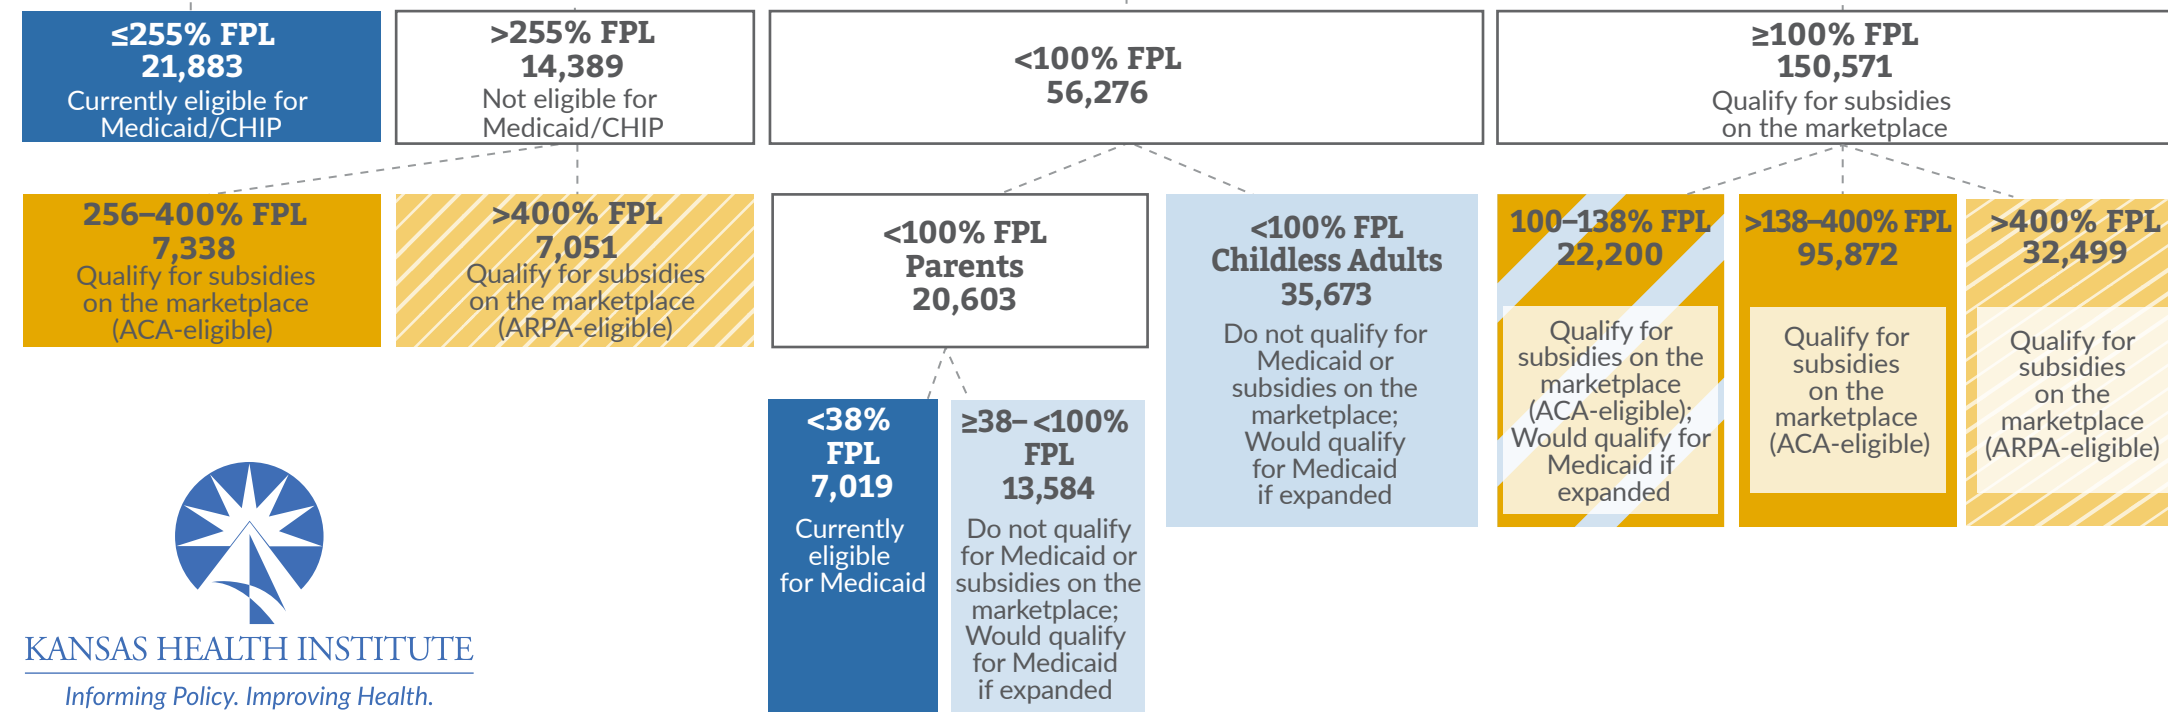 ≤255% FPL
21,883
Currently eligible for
Medicaid/CHIP
>255% FPL
14,389
Not eligible for
Medicaid/CHIP
<100% FPL
56,276
≥100% FPL
150,571
Qualify for subsidies
on the marketplace
256–400% FPL
7,338
Qualify for subsidies
on the marketplace
(ACA-eligible)
>400% FPL
7,051
Qualify for subsidies
on the marketplace
(ARPA-eligible)
<100% FPL
Parents
20,603
<100% FPL
Childless Adults
35,673
Do not qualify for
Medicaid or
subsidies on the
marketplace;
Would qualify
for Medicaid
if expanded
100–138% FPL
22,200
Qualify for
subsidies on the
marketplace
(ACA-eligible);
Would qualify for
Medicaid if
expanded
>138–400% FPL
95,872
Qualify for
subsidies
on the
marketplace
(ACA-eligible)
>400% FPL
32,499
Qualify for
subsidies
on the
marketplace
(ARPA-eligible)
<38%
FPL
7,019
Currently
eligible
for Medicaid
≥38– <100%
FPL
13,584
Do not qualify
for Medicaid or
subsidies on the
marketplace;
Would qualify
for Medicaid
if expanded
KANSAS HEALTH INSTITUTE
Informing Policy. Improving Health.